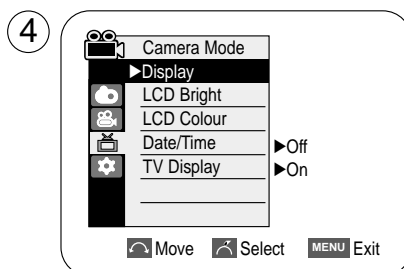 4
Camera Mode
▶Display
LCD Bright
LCD Colour
Date/Time ▶Off
TV Display ▶On
Move Select MENU Exit